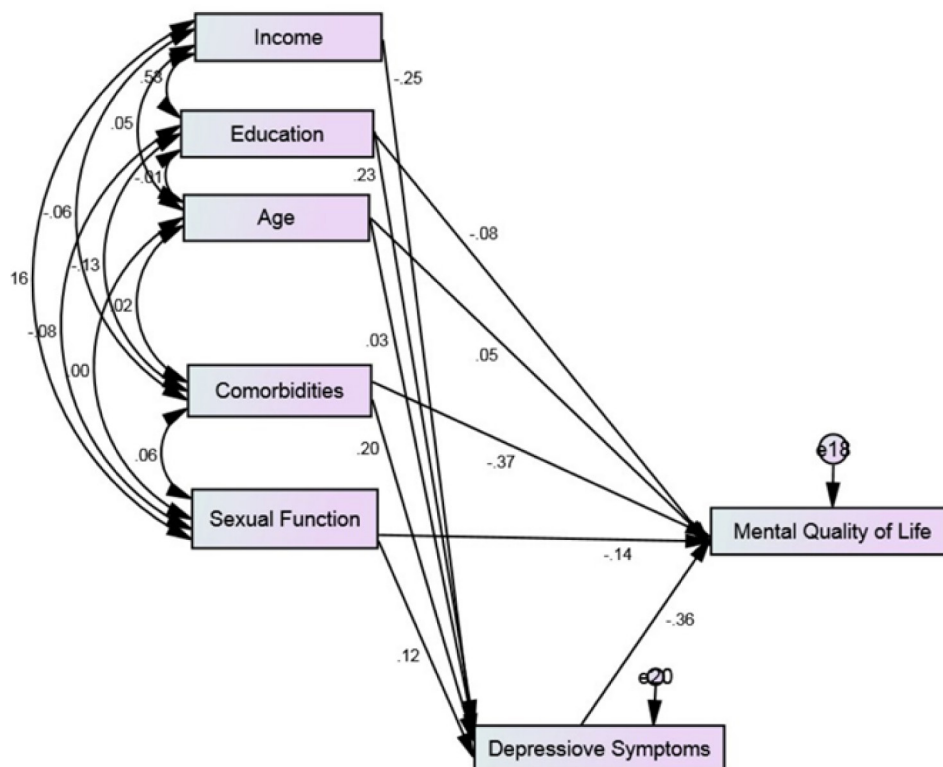 Income
-.25
.53
.05
Education
-.01
.23
Age
-.06
-.08
-.13
16
.02
-.08
.03
.05
.00
Comorbidities
.06
.20
-.37
e18
Sexual Function
Mental Quality of Life
-.14
-.36
.12
e20
Depressiove Symptoms